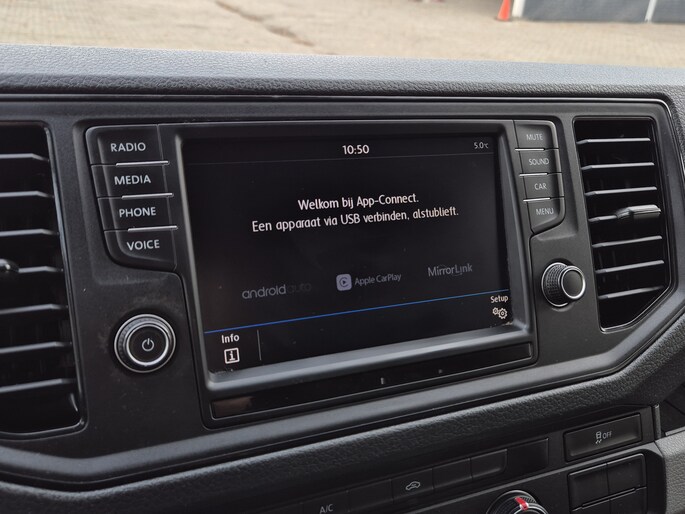 RADIO
MEDIA
PHONE
VOICE
10:50
5.0°C
Welkom bij App-Connect.
Een apparaat via USB verbinden, alstublieft.
androidauto
Apple CarPlay
MirrorLink
Info
Setup
MUTE
SOUND
CAR
MENU
OFF
A/C